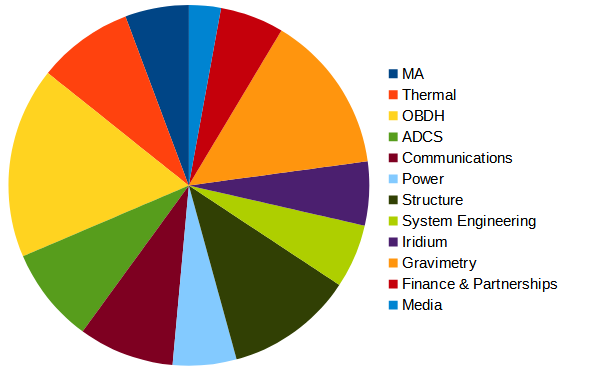 MA
Thermal
OBDH
ADCS
Communications
Power
Structure
System Engineering
Iridium
Gravimetry
Finance & Partnerships
Media